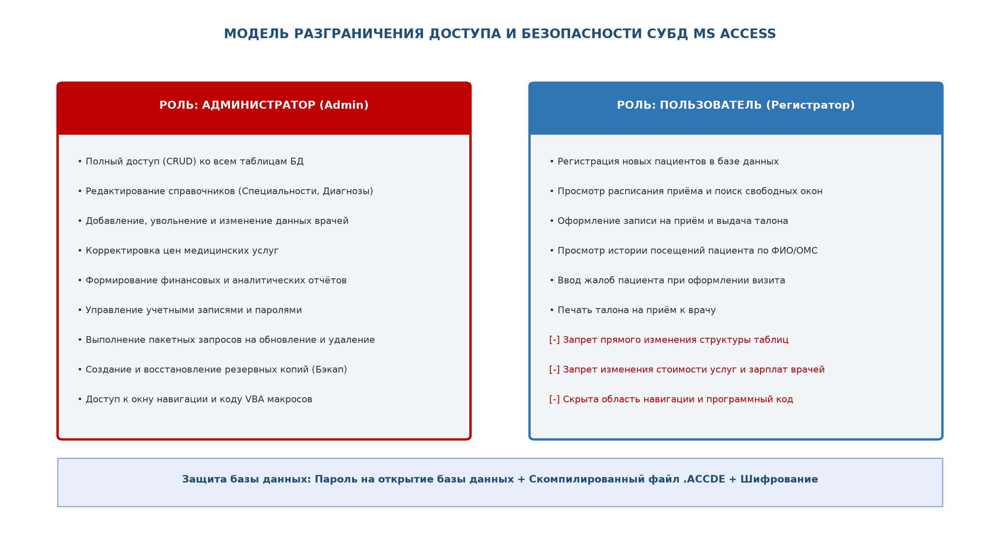 МОДЕЛЬ РАЗГРАНИЧЕНИЯ ДОСТУПА И БЕЗОПАСНОСТИ СУБД MS ACCESS
РОЛЬ: АДМИНИСТРАТОР (Admin)
• Полный доступ (CRUD) ко всем таблицам БД
• Редактирование справочников (Специальности, Диагнозы)
• Добавление, увольнение и изменение данных врачей
• Корректировка цен медицинских услуг
• Формирование финансовых и аналитических отчётов
• Управление учетными записями и паролями
• Выполнение пакетных запросов на обновление и удаление
• Создание и восстановление резервных копий (Бэкап)
• Доступ к окну навигации и коду VBA макросов
РОЛЬ: ПОЛЬЗОВАТЕЛЬ (Регистратор)
• Регистрация новых пациентов в базе данных
• Просмотр расписания приёма и поиск свободных окон
• Оформление записи на приём и выдача талона
• Просмотр истории посещений пациента по ФИО/ОМС
• Ввод жалоб пациента при оформлении визита
• Печать талона на приём к врачу
[-] Запрет прямого изменения структуры таблиц
[-] Запрет изменения стоимости услуг и зарплат врачей
[-] Скрыта область навигации и программный код
Защита базы данных: Пароль на открытие базы данных + Скомпилированный файл .ACCDE + Шифрование